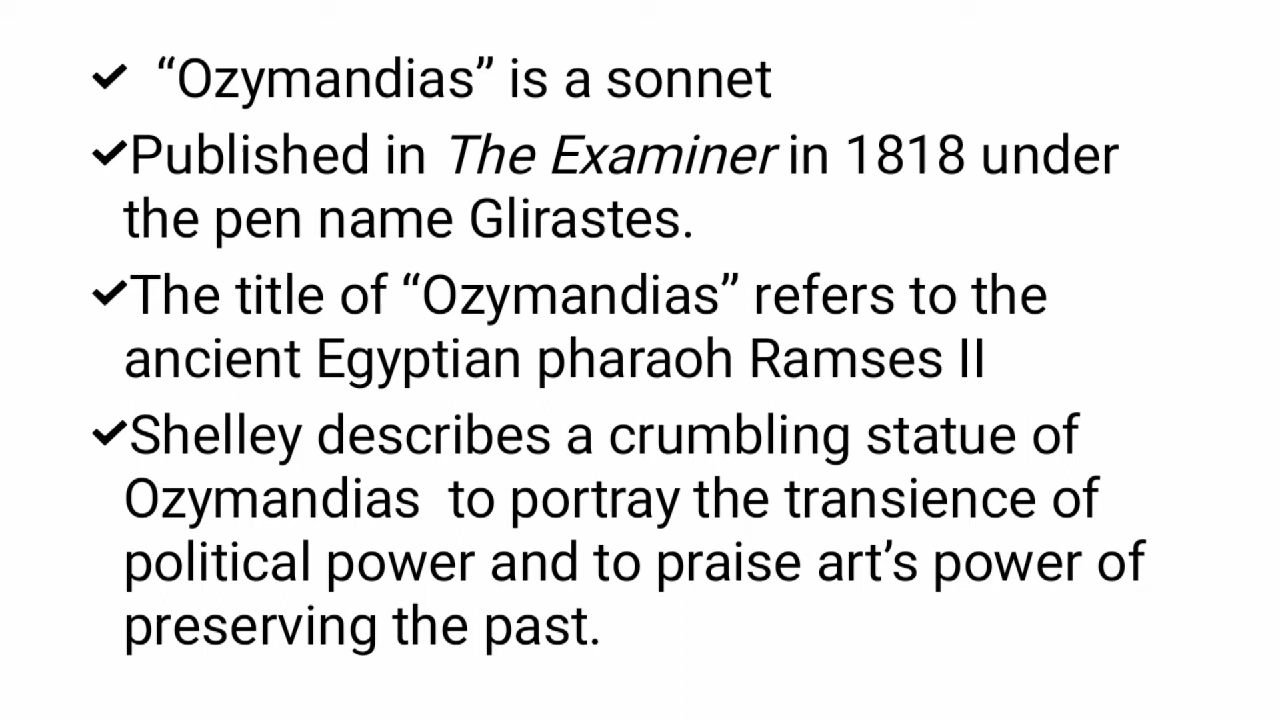 ✓ “Ozymandias” is a sonnet
✓Published in The Examiner in 1818 under
the pen name Glirastes.
✓The title of “Ozymandias” refers to the
ancient Egyptian pharaoh Ramses II
✓Shelley describes a crumbling statue of
Ozymandias  to portray the transience of
political power and to praise art’s power of
preserving the past.